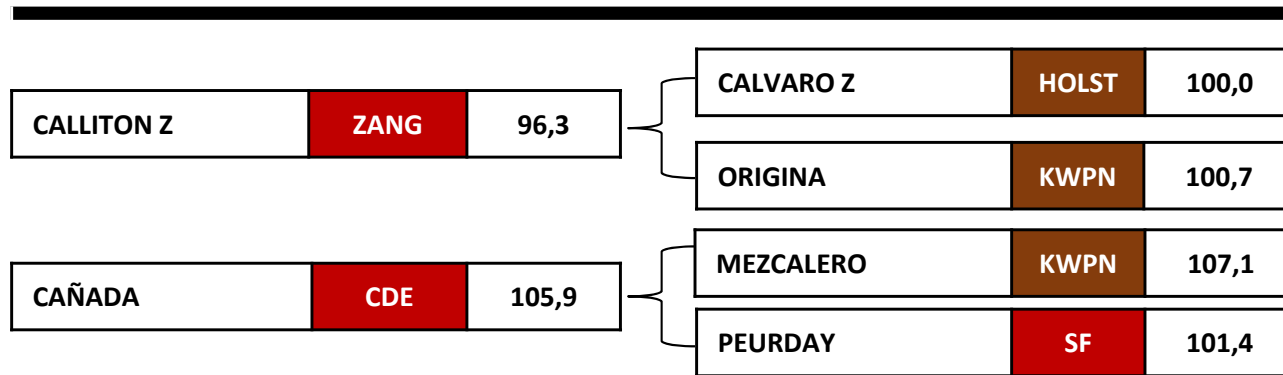 CALLITON Z ZANG 96,3
CALVARO Z HOLST 100,0
ORIGINA KWPN 100,7
CAÑADA CDE 105,9
MEZCALERO KWPN 107,1
PEURDAY SF 101,4